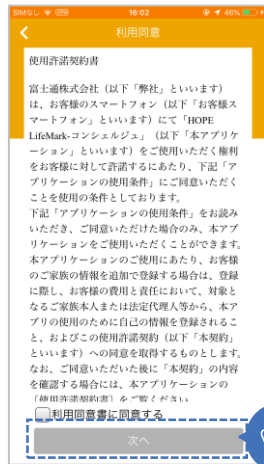 SIMなし 16:02 46%
利用同意
使用許諾契約書
富士通株式会社（以下「弊社」といいます）
は、お客様のスマートフォン（以下「お客様ス
マートフォン」といいます）にて「HOPE
LifeMark-コンシェルジュ」（以下「本アプリケ
ーション」といいます）をご使用いただく権利
をお客様に対して許諾するにあたり、下記「ア
プリケーションの使用条件」にご同意いただく
ことを使用の条件としております。
下記「アプリケーションの使用条件」をお読み
いただき、ご同意いただけた場合のみ、本アプ
リケーションをご使用いただくことができます。
本アプリケーションのご使用にあたり、お客様
のご家族の情報を追加で登録する場合は、登録
に際し、お客様の費用と責任において、対象と
なるご家族本人または法定代理人等から、本ア
プリの使用のために自己の情報を登録されるこ
と、およびこの使用許諾契約（以下「本契約」
といいます）への同意を取得するものとします。
なお、ご同意いただいた後に「本契約」の内容
を確認する場合には、本アプリケーションの
「使用許諾契約書」をご覧ください
利用同意書に同意する
次へ